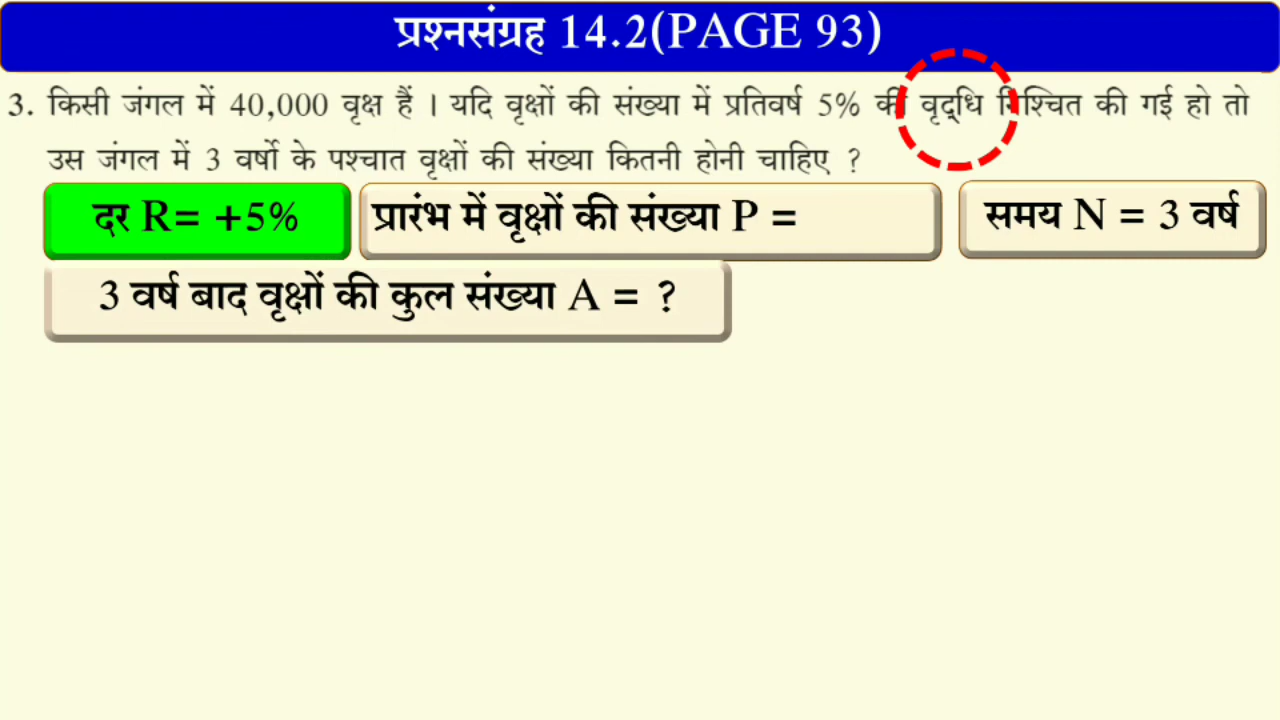 प्रश्नसंग्रह 14.2(PAGE 93)
3. किसी जंगल में 40,000 वृक्ष हैं । यदि वृक्षों की संख्या में प्रतिवर्ष 5% की वृद्धि निश्चित की गई हो तो
उस जंगल में 3 वर्षो के पश्चात वृक्षों की संख्या कितनी होनी चाहिए ?
दर R= +5% प्रारंभ में वृक्षों की संख्या P = समय N = 3 वर्ष
3 वर्ष बाद वृक्षों की कुल संख्या A = ?